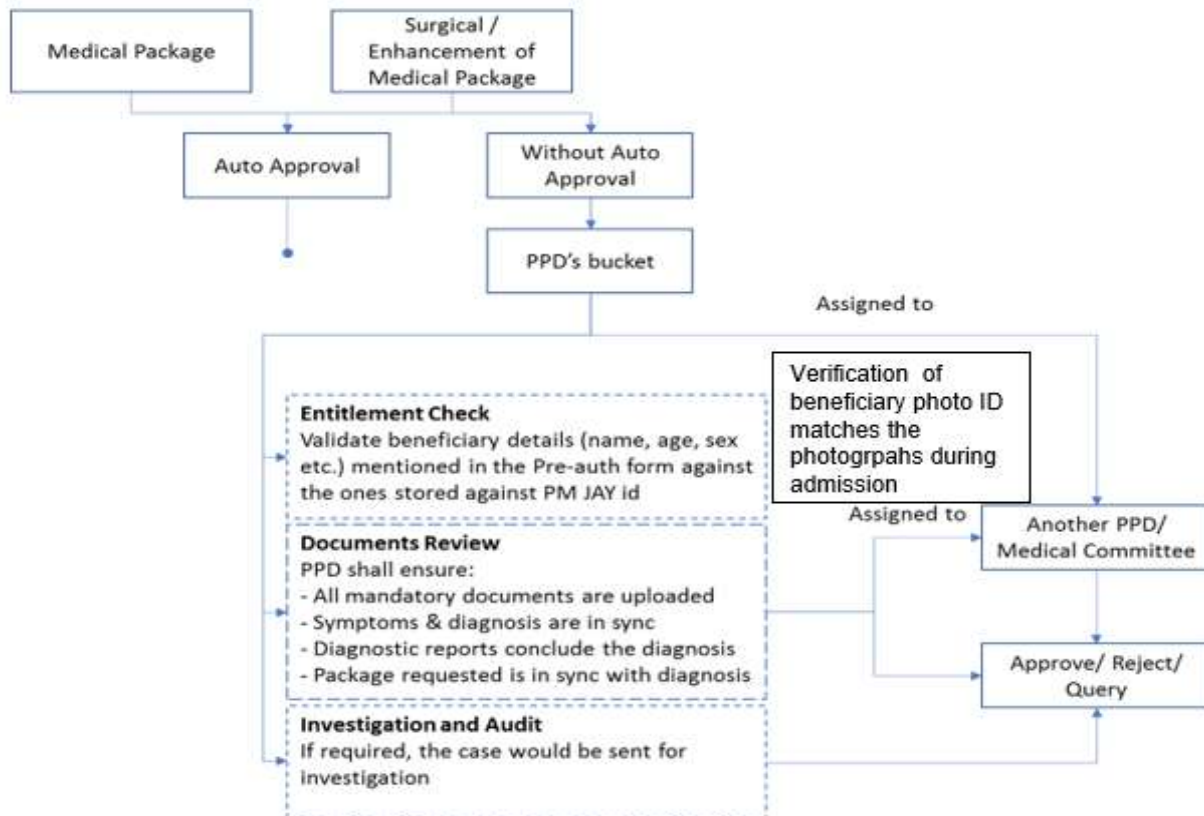 Medical Package
Surgical /
Enhancement of
Medical Package
Auto Approval
Without Auto
Approval
PPD's bucket
Assigned to
Verification of
beneficiary photo ID
matches the
photogrpahs during
admission
Entitlement Check
Validate beneficiary details (name, age, sex
etc.) mentioned in the Pre-auth form against
the ones stored against PM JAY id
Assigned to
Another PPD/
Medical Committee
Documents Review
PPD shall ensure:
- All mandatory documents are uploaded
- Symptoms & diagnosis are in sync
- Diagnostic reports conclude the diagnosis
- Package requested is in sync with diagnosis
Approve/ Reject/
Query
Investigation and Audit
If required, the case would be sent for
investigation